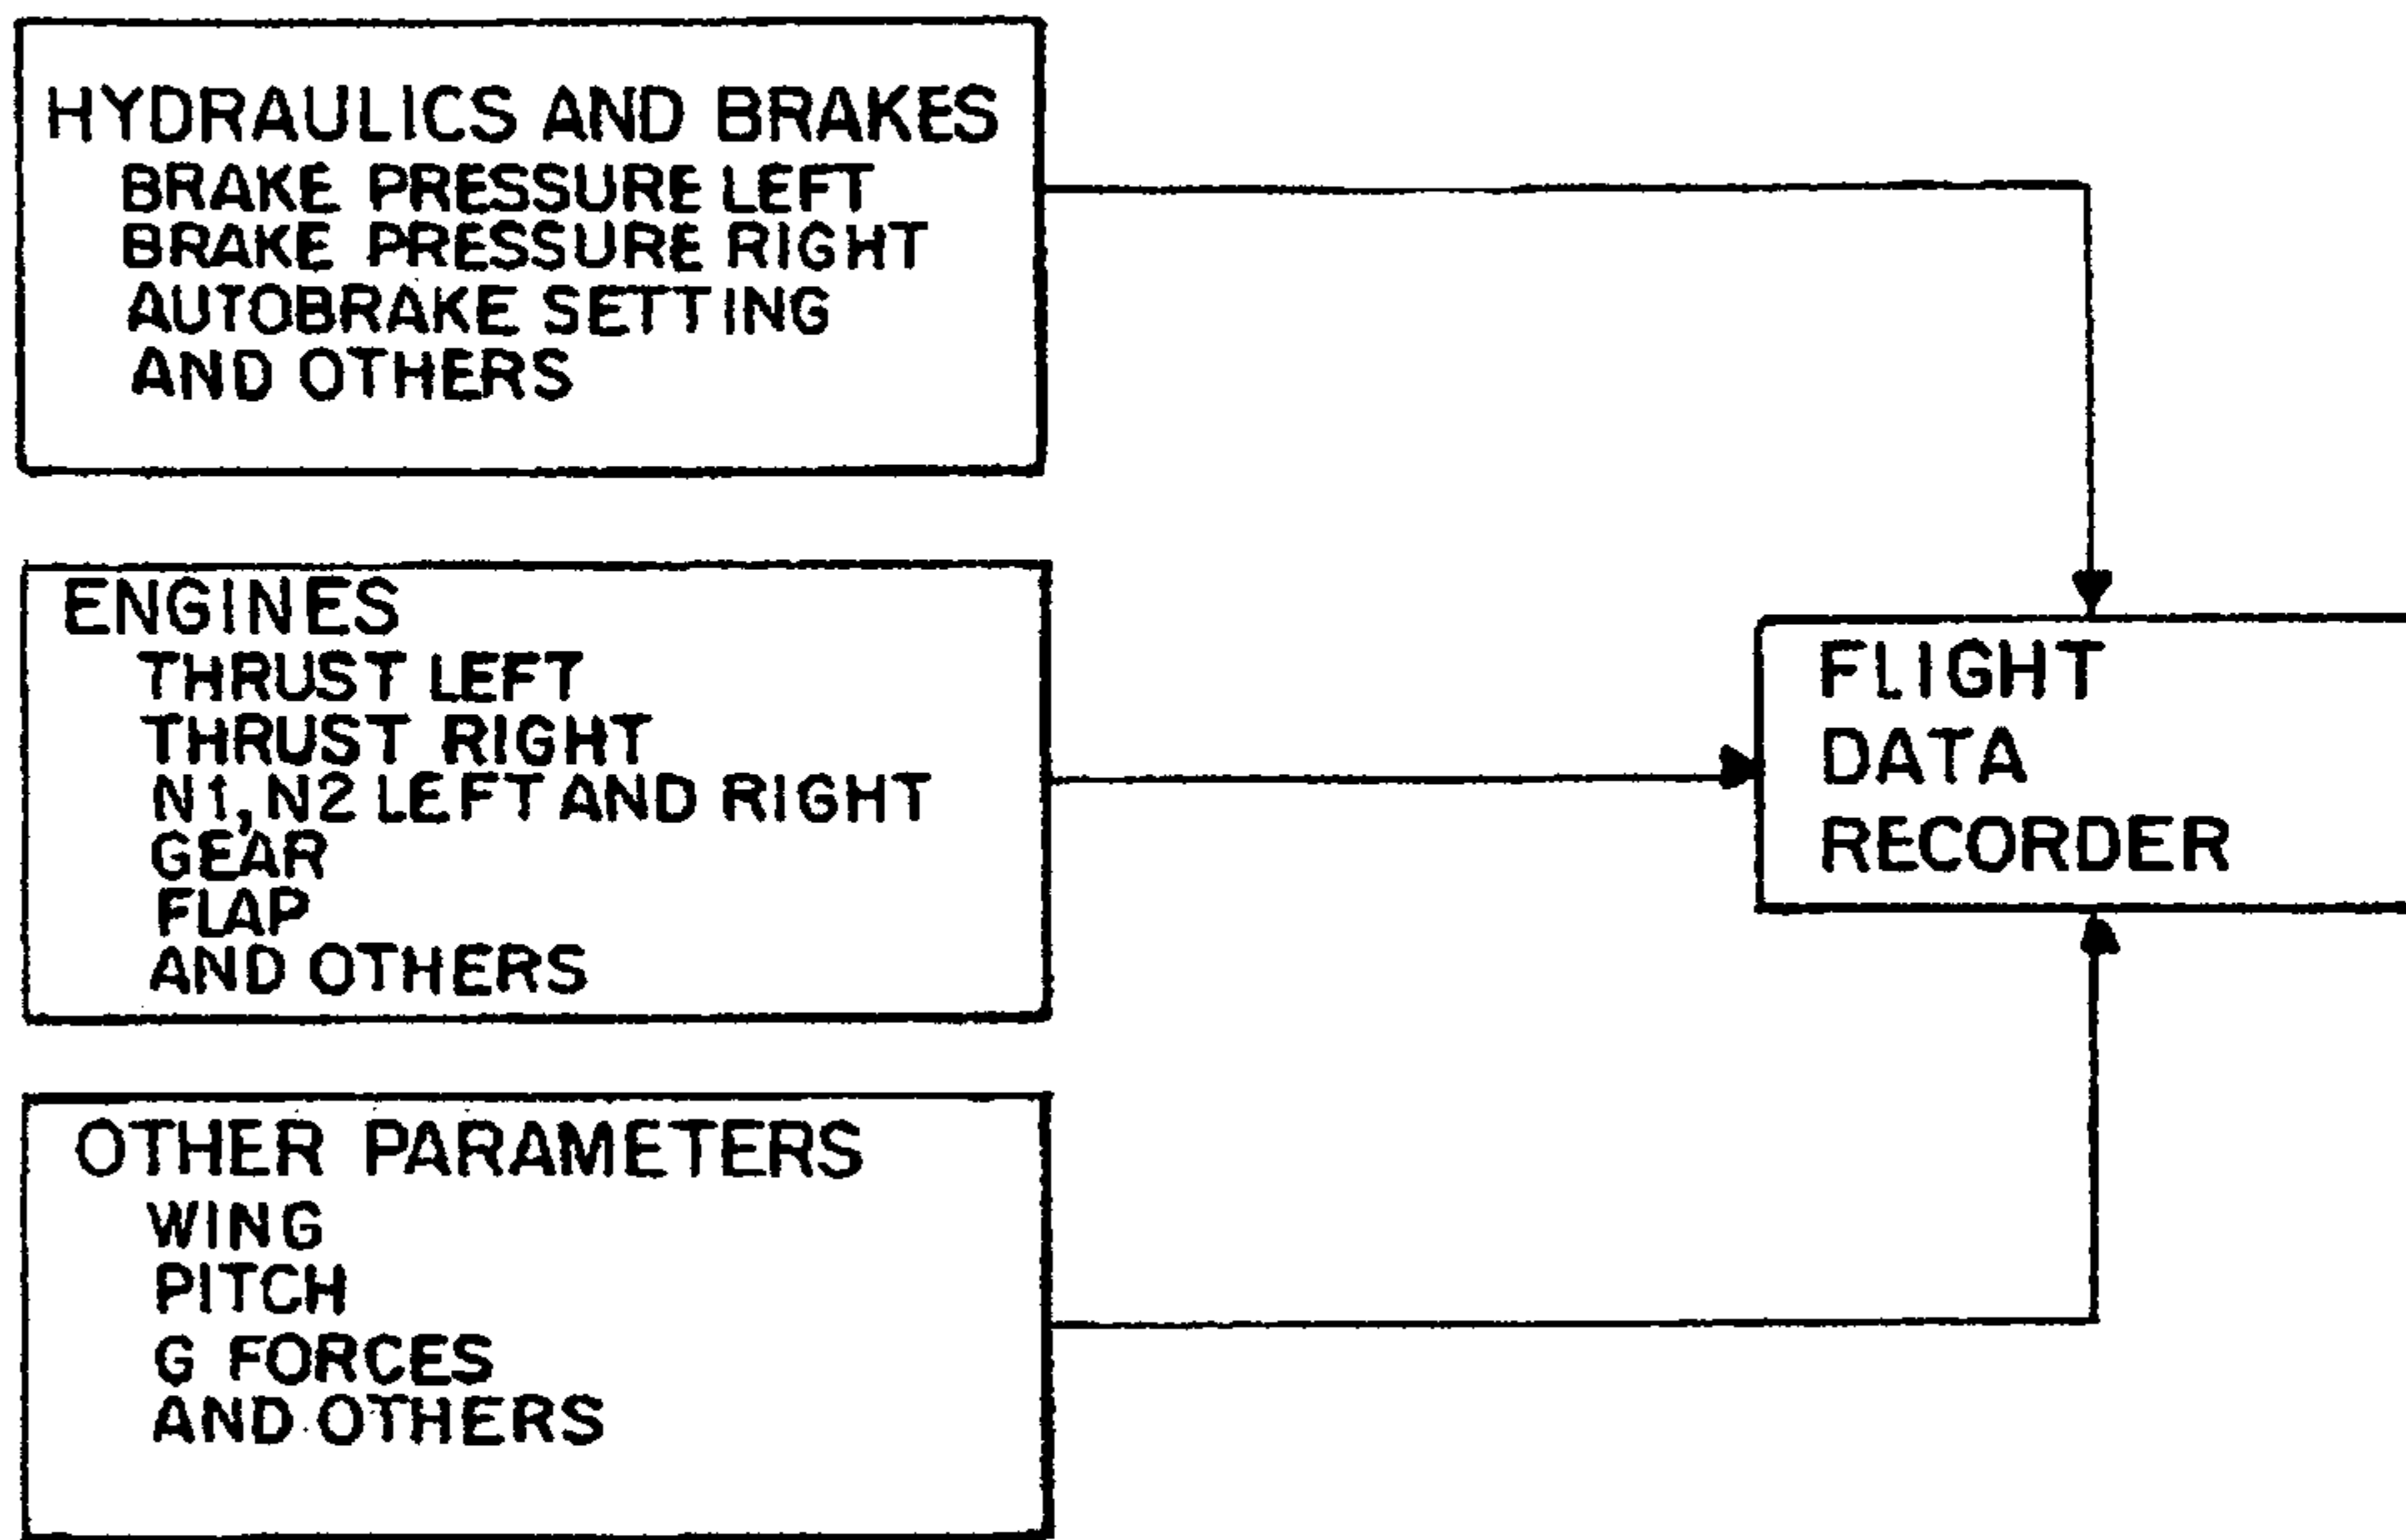 HYDRAULICS AND BRAKES
BRAKE PRESSURE LEFT
BRAKE PRESSURE RIGHT
AUTOBRAKE SETTING
AND OTHERS
ENGINES
THRUST LEFT
THRUST RIGHT
N1, N2 LEFT AND RIGHT
GEAR
FLAP
AND OTHERS
OTHER PARAMETERS
WING
PITCH
G FORCES
AND OTHERS
FLIGHT
DATA
RECORDER